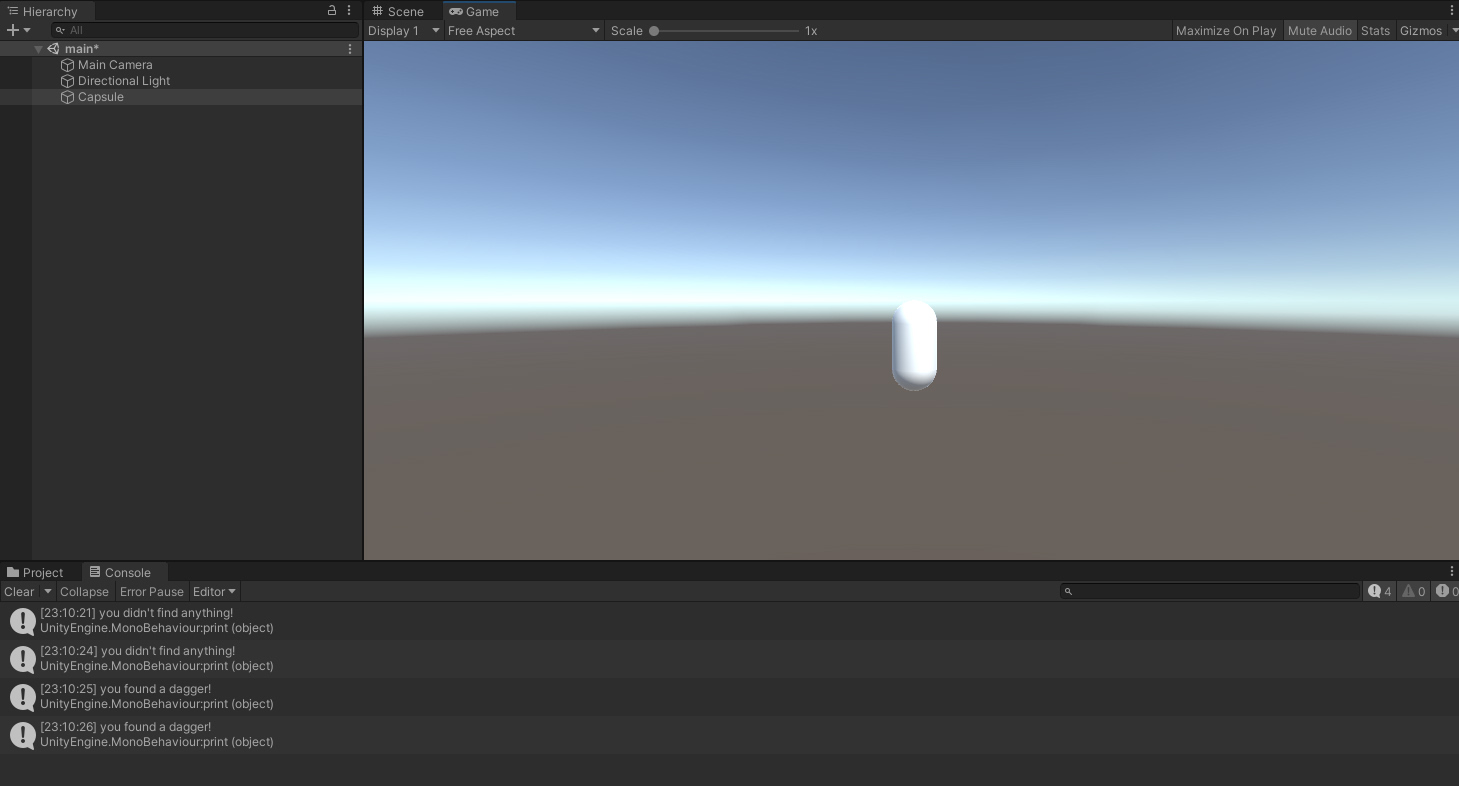 Hierarchy
All
main*
Main Camera
Directional Light
Capsule
Scene
Game
Display 1
Free Aspect
Scale
1x
Maximize On Play
Mute Audio
Stats
Gizmos
Project
Console
Clear
Collapse
Error Pause
Editor
4
0
0
[23:10:21] you didn't find anything!
UnityEngine.MonoBehaviour:print (object)
[23:10:24] you didn't find anything!
UnityEngine.MonoBehaviour:print (object)
[23:10:25] you found a dagger!
UnityEngine.MonoBehaviour:print (object)
[23:10:26] you found a dagger!
UnityEngine.MonoBehaviour:print (object)